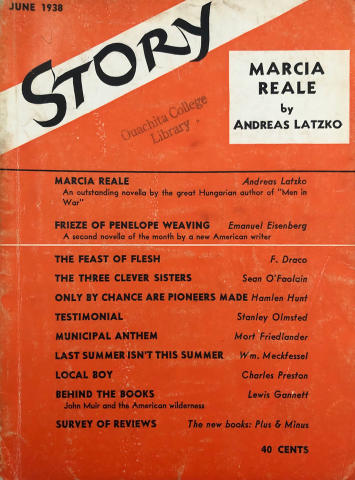 JUNE 1938
STORY
MARCIA
REALE
by
ANDREAS LATZKO
Ouachita College
Library
MARCIA REALE Andreas Latzko
An outstanding novella by the great Hungarian author of "Men in
War"
FRIEZE OF PENELOPE WEAVING Emanuel Eisenberg
A second novella of the month by a new American writer
THE FEAST OF FLESH F. Draco
THE THREE CLEVER SISTERS Sean O'Faolain
ONLY BY CHANCE ARE PIONEERS MADE Hamlen Hunt
TESTIMONIAL Stanley Olmsted
MUNICIPAL ANTHEM Mort Friedlander
LAST SUMMER ISN'T THIS SUMMER Wm. Meckfessel
LOCAL BOY Charles Preston
BEHIND THE BOOKS Lewis Gannett
John Muir and the American wilderness
SURVEY OF REVIEWS The new books: Plus & Minus
40 CENTS